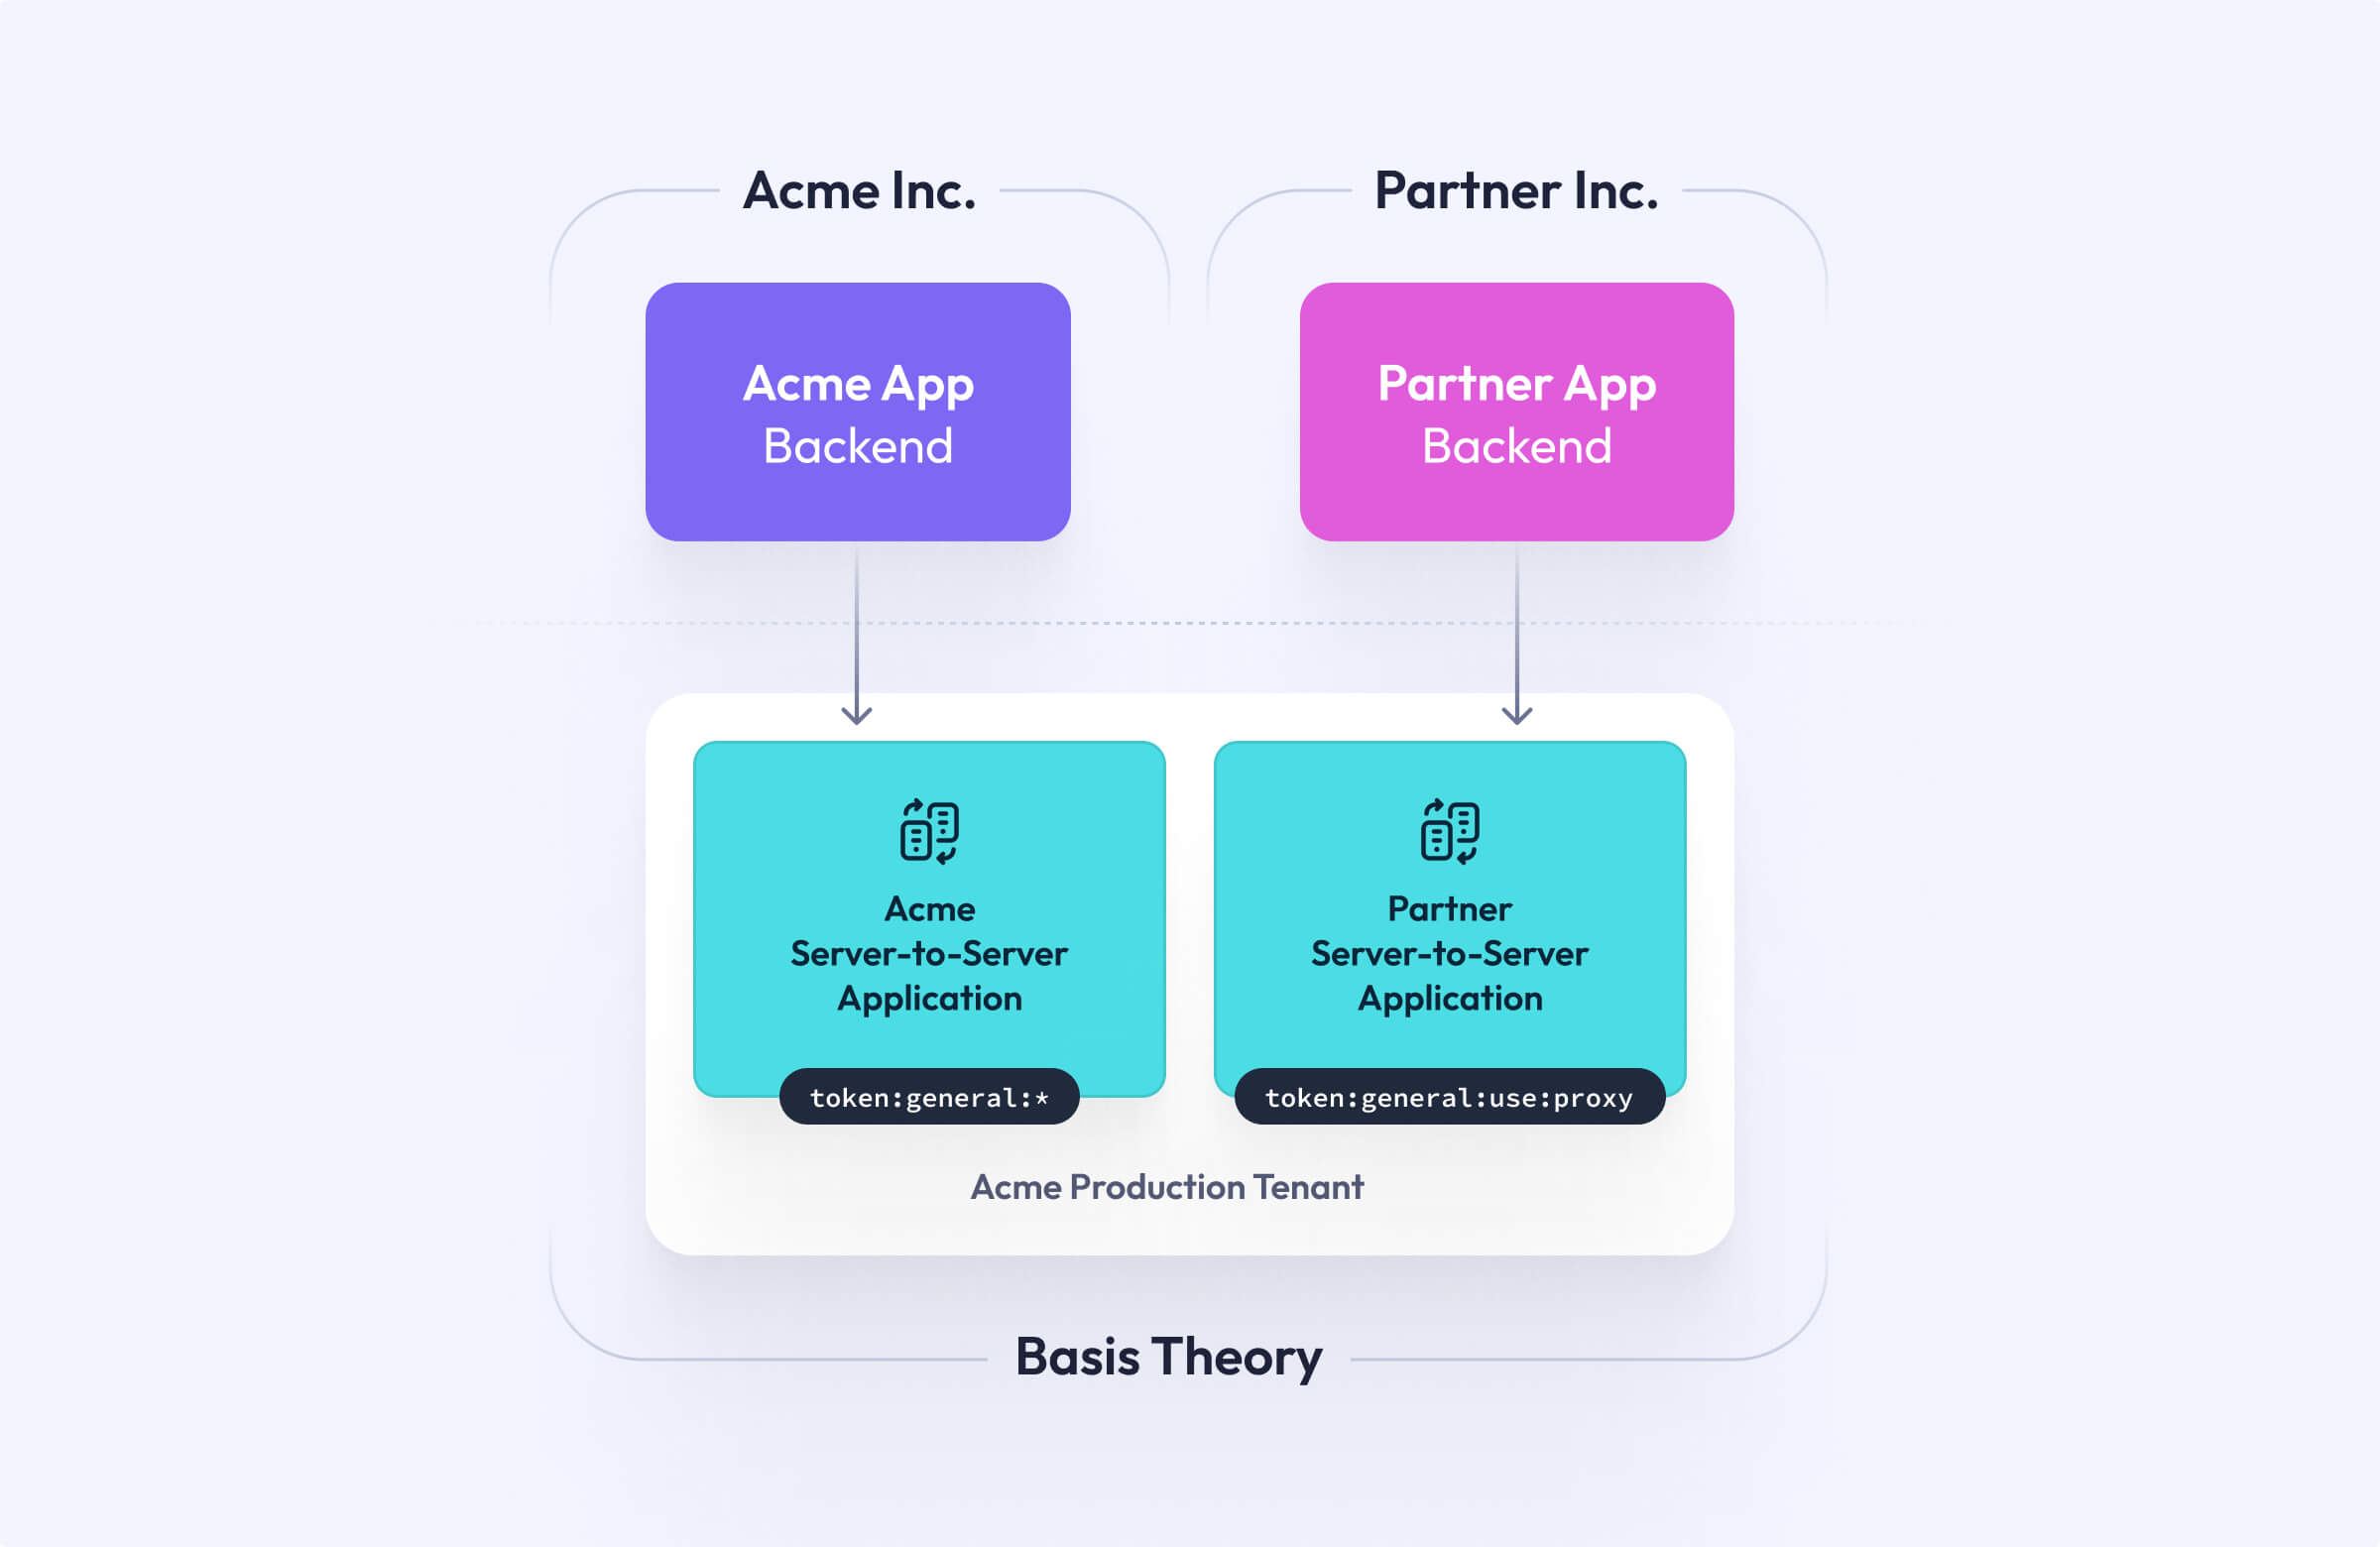 Acme Inc.
Partner Inc.
Acme App
Backend
Partner App
Backend
Acme
Server-to-Server
Application
token:general:*
Partner
Server-to-Server
Application
token:general:use:proxy
Acme Production Tenant
Basis Theory